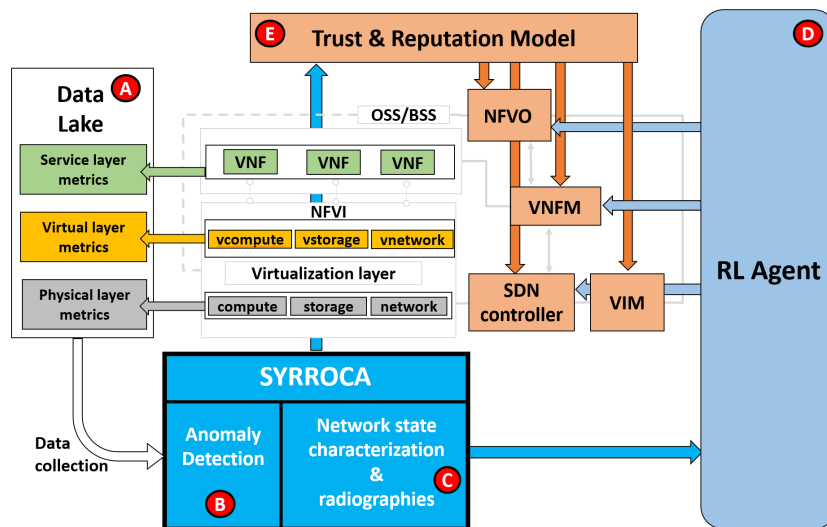 E
Trust & Reputation Model
D
A
Data
Lake
OSS/BSS
NFVO
Service layer
metrics
VNF
VNF
VNF
VNFM
NFVI
Virtual layer
metrics
vcompute
vstorage
vnetwork
Virtualization layer
RL Agent
Physical layer
metrics
compute
storage
network
SDN
controller
VIM
SYRROCA
Data
collection
Anomaly
Detection
B
Network state
characterization
&
radiographies
C